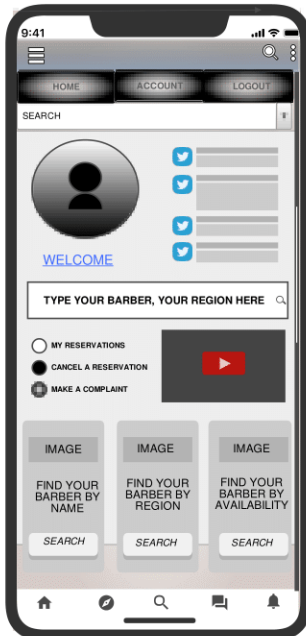 9:41
HOME ACCOUNT LOGOUT
SEARCH
WELCOME
TYPE YOUR BARBER, YOUR REGION HERE
MY RESERVATIONS
CANCEL A RESERVATION
MAKE A COMPLAINT
IMAGE
FIND YOUR
BARBER BY
NAME
SEARCH
IMAGE
FIND YOUR
BARBER BY
REGION
SEARCH
IMAGE
FIND YOUR
BARBER BY
AVAILABILITY
SEARCH